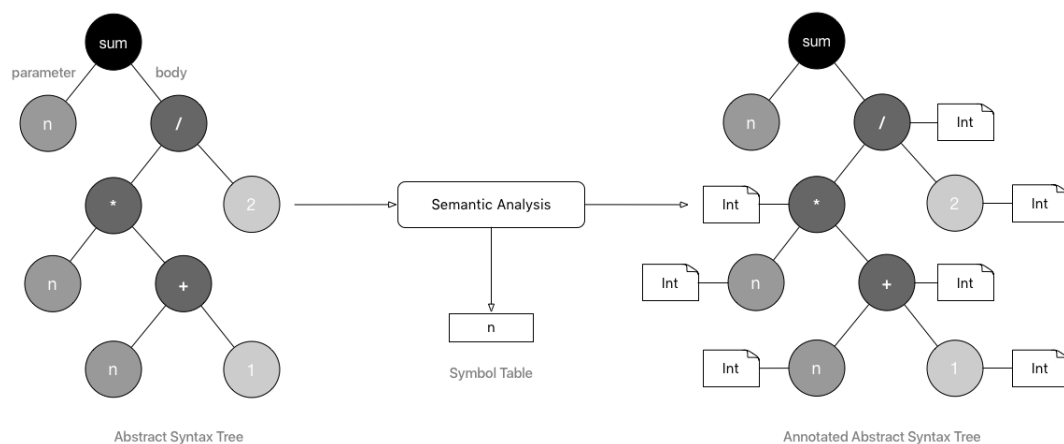 sum
parameter
body
n
/
*
2
n
+
n
1
Abstract Syntax Tree
Semantic Analysis
n
Symbol Table
sum
n
/
Int
Int
*
2
Int
Int
n
+
Int
Int
n
1
Int
Annotated Abstract Syntax Tree